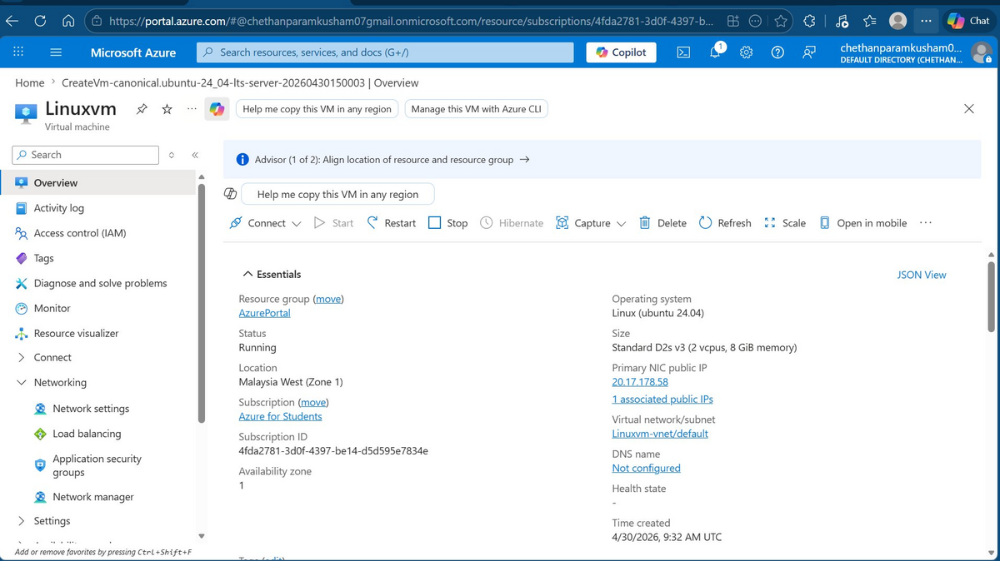 https://portal.azure.com/#@chethanparamkusham07gmail.onmicrosoft.com/resource/subscriptions/4fda2781-3d0f-4397-b...
Chat
Microsoft Azure
Search resources, services, and docs (G+/)
Copilot
1
chethanparamkusham0...
DEFAULT DIRECTORY (CHETHAN...
Home > CreateVm-canonical.ubuntu-24_04-lts-server-20260430150003 | Overview
Linuxvm
Virtual machine
Help me copy this VM in any region
Manage this VM with Azure CLI
Search
Overview
Activity log
Access control (IAM)
Tags
Diagnose and solve problems
Monitor
Resource visualizer
Connect
Networking
Network settings
Load balancing
Application security
groups
Network manager
Settings
Add or remove favorites by pressing Ctrl+Shift+F
Advisor (1 of 2): Align location of resource and resource group →
Help me copy this VM in any region
Connect
Start
Restart
Stop
Hibernate
Capture
Delete
Refresh
Scale
Open in mobile
Essentials
JSON View
Resource group (move)
AzurePortal
Status
Running
Location
Malaysia West (Zone 1)
Subscription (move)
Azure for Students
Subscription ID
4fda2781-3d0f-4397-be14-d5d595e7834e
Availability zone
1
Operating system
Linux (ubuntu 24.04)
Size
Standard D2s v3 (2 vcpus, 8 GiB memory)
Primary NIC public IP
20.17.178.58
1 associated public IPs
Virtual network/subnet
Linuxvm-vnet/default
DNS name
Not configured
Health state
-
Time created
4/30/2026, 9:32 AM UTC
Tags (edit)